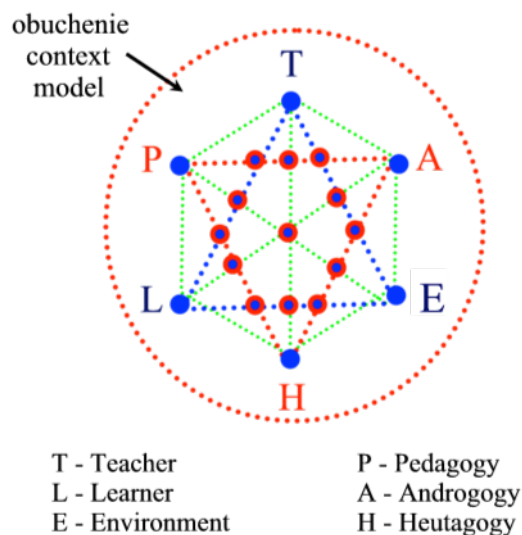 obuchenie
context
model
T
P
A
L
E
H
T - Teacher
L - Learner
E - Environment
P - Pedagogy
A - Androgogy
H - Heutagogy